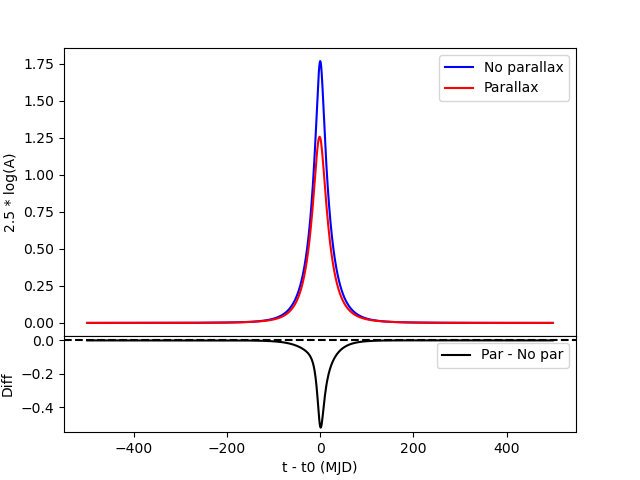 1.75
1.50
1.25
1.00
0.75
0.50
0.25
0.00
2.5 * log(A)
No parallax
Parallax
0.0
−0.2
−0.4
Diff
Par - No par
−400 −200 0 200 400
t - t0 (MJD)